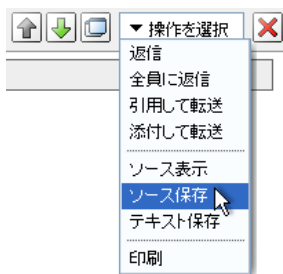 ▼操作を選択
返信
全員に返信
引用して転送
添付して転送
ソース表示
ソース保存
テキスト保存
印刷